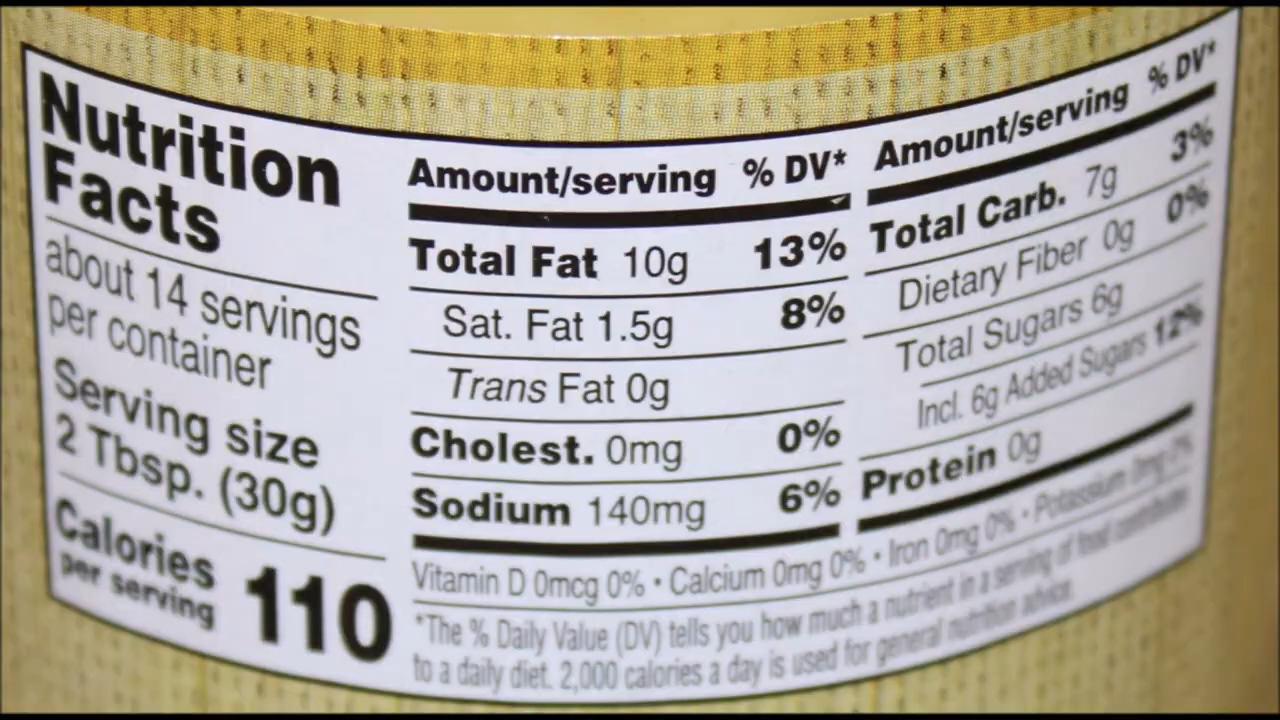 Nutrition
Facts
about 14 servings
per container
Serving size
2 Tbsp. (30g)
Calories
per serving
110
Amount/serving % DV*
Total Fat 10g 13%
Sat. Fat 1.5g 8%
Trans Fat 0g
Cholest. 0mg 0%
Sodium 140mg 6%
Amount/serving % DV*
Total Carb. 7g 3%
Dietary Fiber 0g 0%
Total Sugars 6g
Incl. 6g Added Sugars 12%
Protein 0g
Vitamin D 0mcg 0% • Calcium 0mg 0% • Iron 0mg 0% • Potassium 0mg 0%
*The % Daily Value (DV) tells you how much a nutrient in a serving of food contributes
to a daily diet. 2,000 calories a day is used for general nutrition advice.